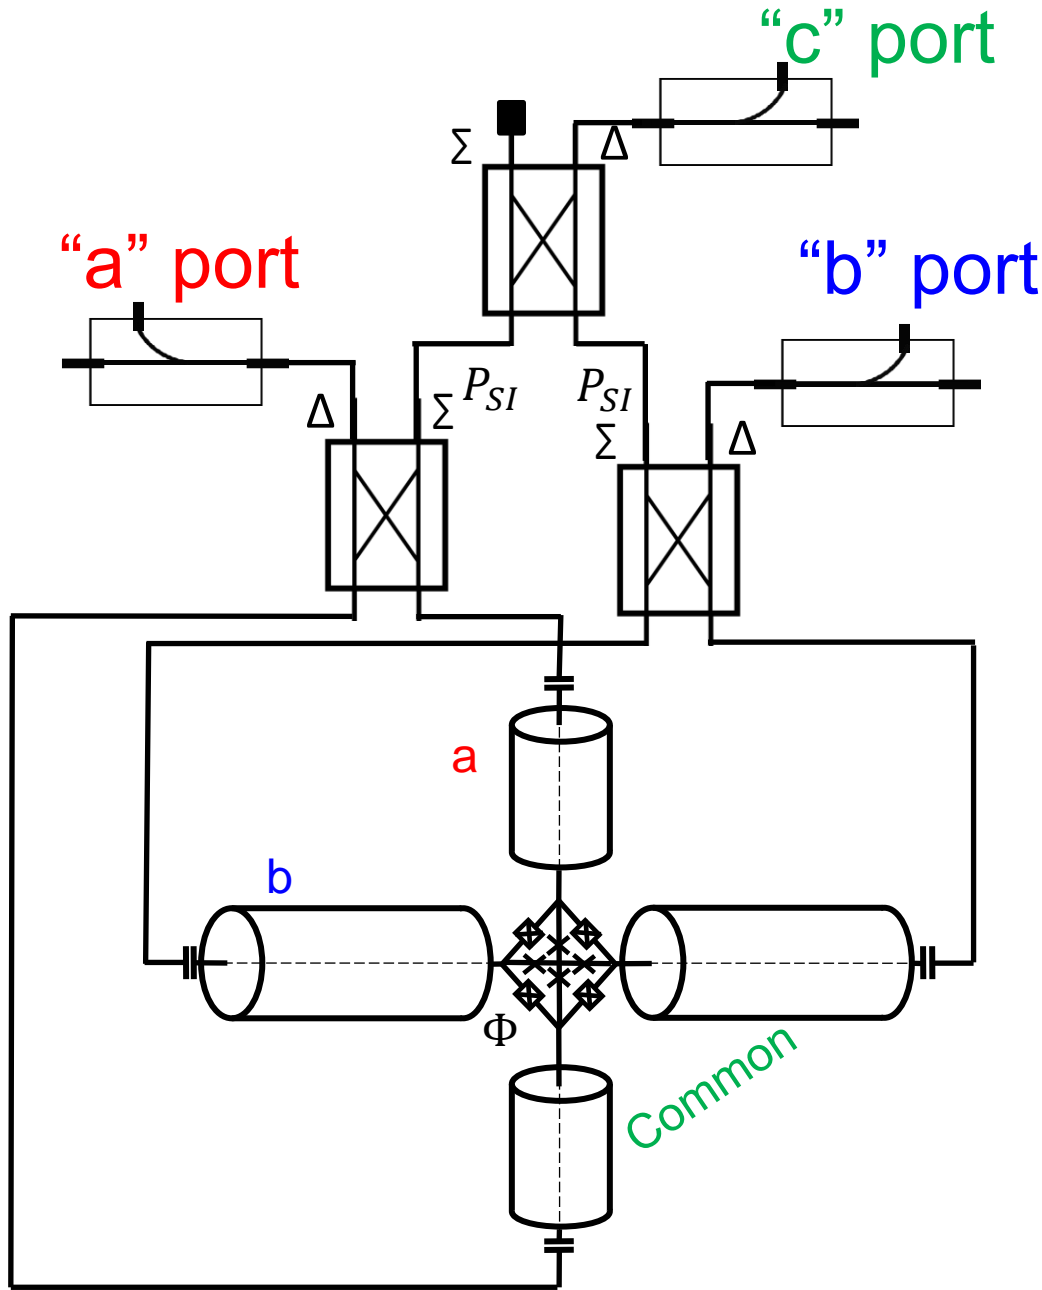 “c” port
Σ
Δ
“a” port
“b” port
Δ
Σ
P_SI
P_SI
Σ
Δ
a
b
Φ
Common